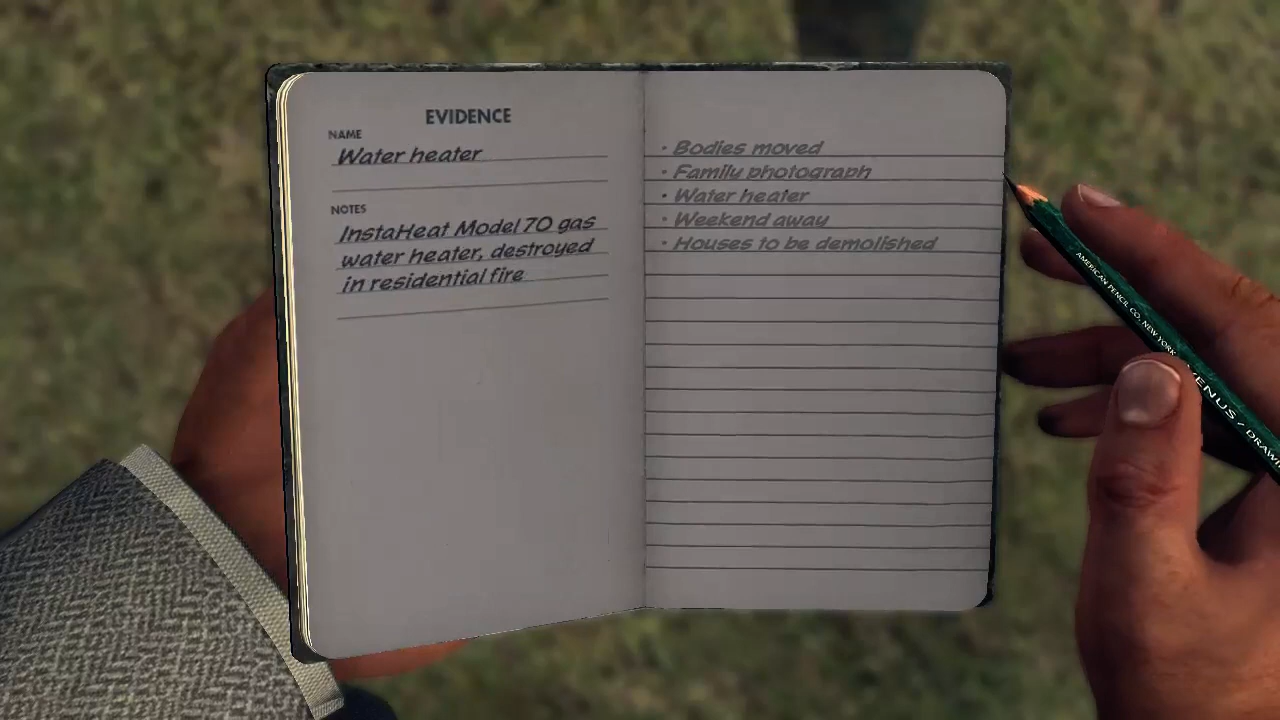 EVIDENCE
NAME
Water heater
NOTES
InstaHeat Model 70 gas
water heater, destroyed
in residential fire
• Bodies moved
• Family photograph
• Water heater
• Weekend away
• Houses to be demolished
AMERICAN PENCIL CO. NEW YORK
VENUS / DRAWI